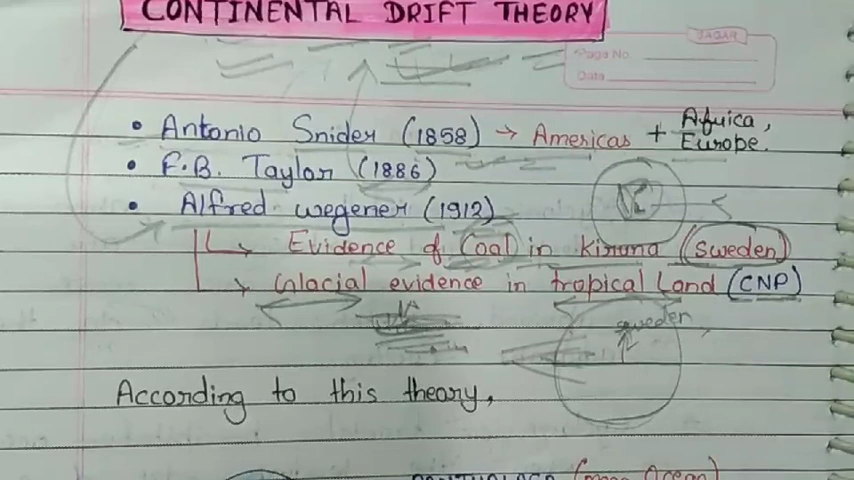 CONTINENTAL DRIFT THEORY
SAGAR
Page No.
Date
• Antonio Snider (1858) → Americas + Africa, Europe.
• F.B. Taylor (1886)
• Alfred wegener (1912)
↳ Evidence of Coal in kiruna (Sweden)
↳ Glacial evidence in tropical Land (CNP)
sweden
According to this theory,